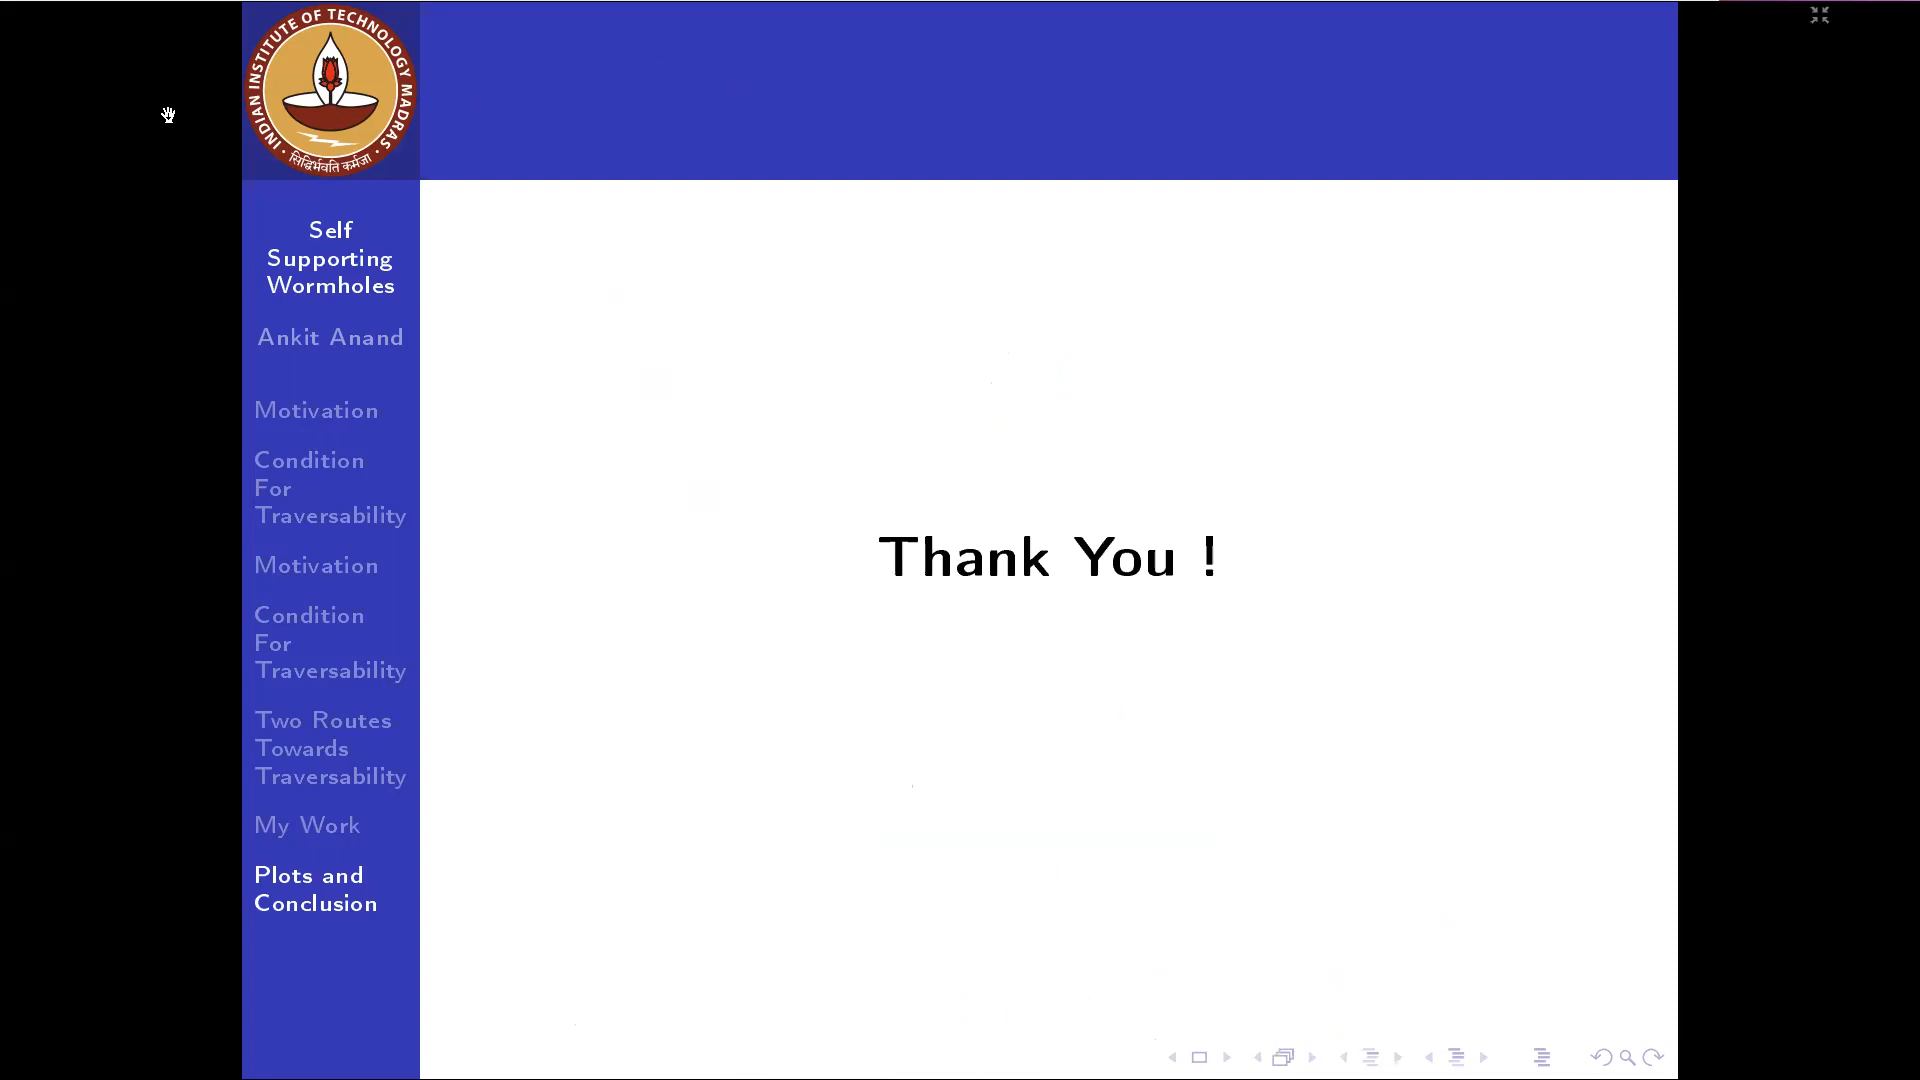 INDIAN INSTITUTE OF TECHNOLOGY MADRAS
सिद्धिर्भवति कर्मजा
Self
Supporting
Wormholes
Ankit Anand
Motivation
Condition
For
Traversability
Motivation
Condition
For
Traversability
Two Routes
Towards
Traversability
My Work
Plots and
Conclusion
Thank You !